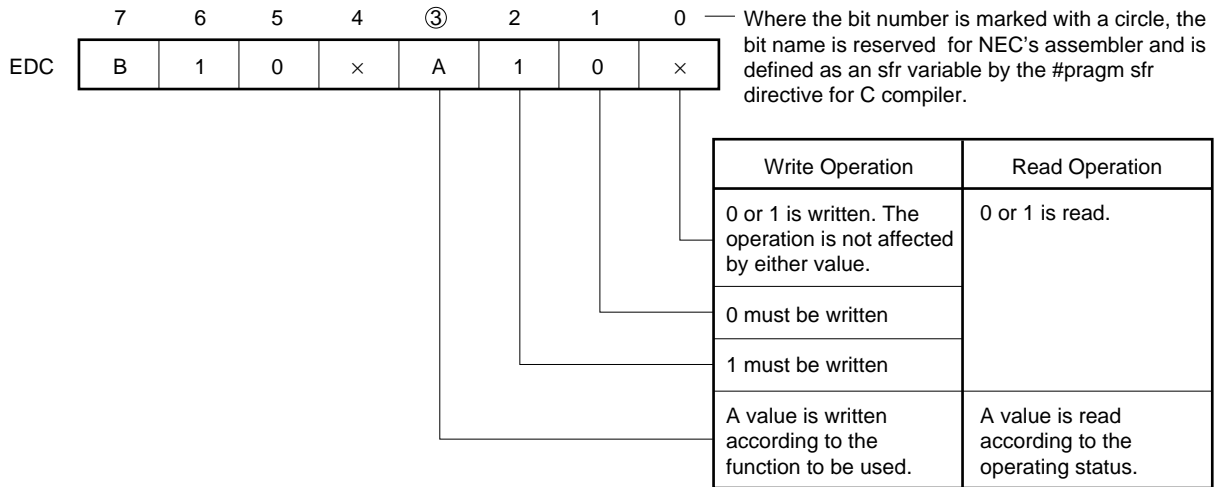 7 6 5 4 ③ 2 1 0
Where the bit number is marked with a circle, the
bit name is reserved for NEC's assembler and is
defined as an sfr variable by the #pragm sfr
directive for C compiler.
EDC B 1 0 × A 1 0 ×
Write Operation Read Operation
0 or 1 is written. The
operation is not affected
by either value.
0 or 1 is read.
0 must be written
1 must be written
A value is written
according to the
function to be used.
A value is read
according to the
operating status.